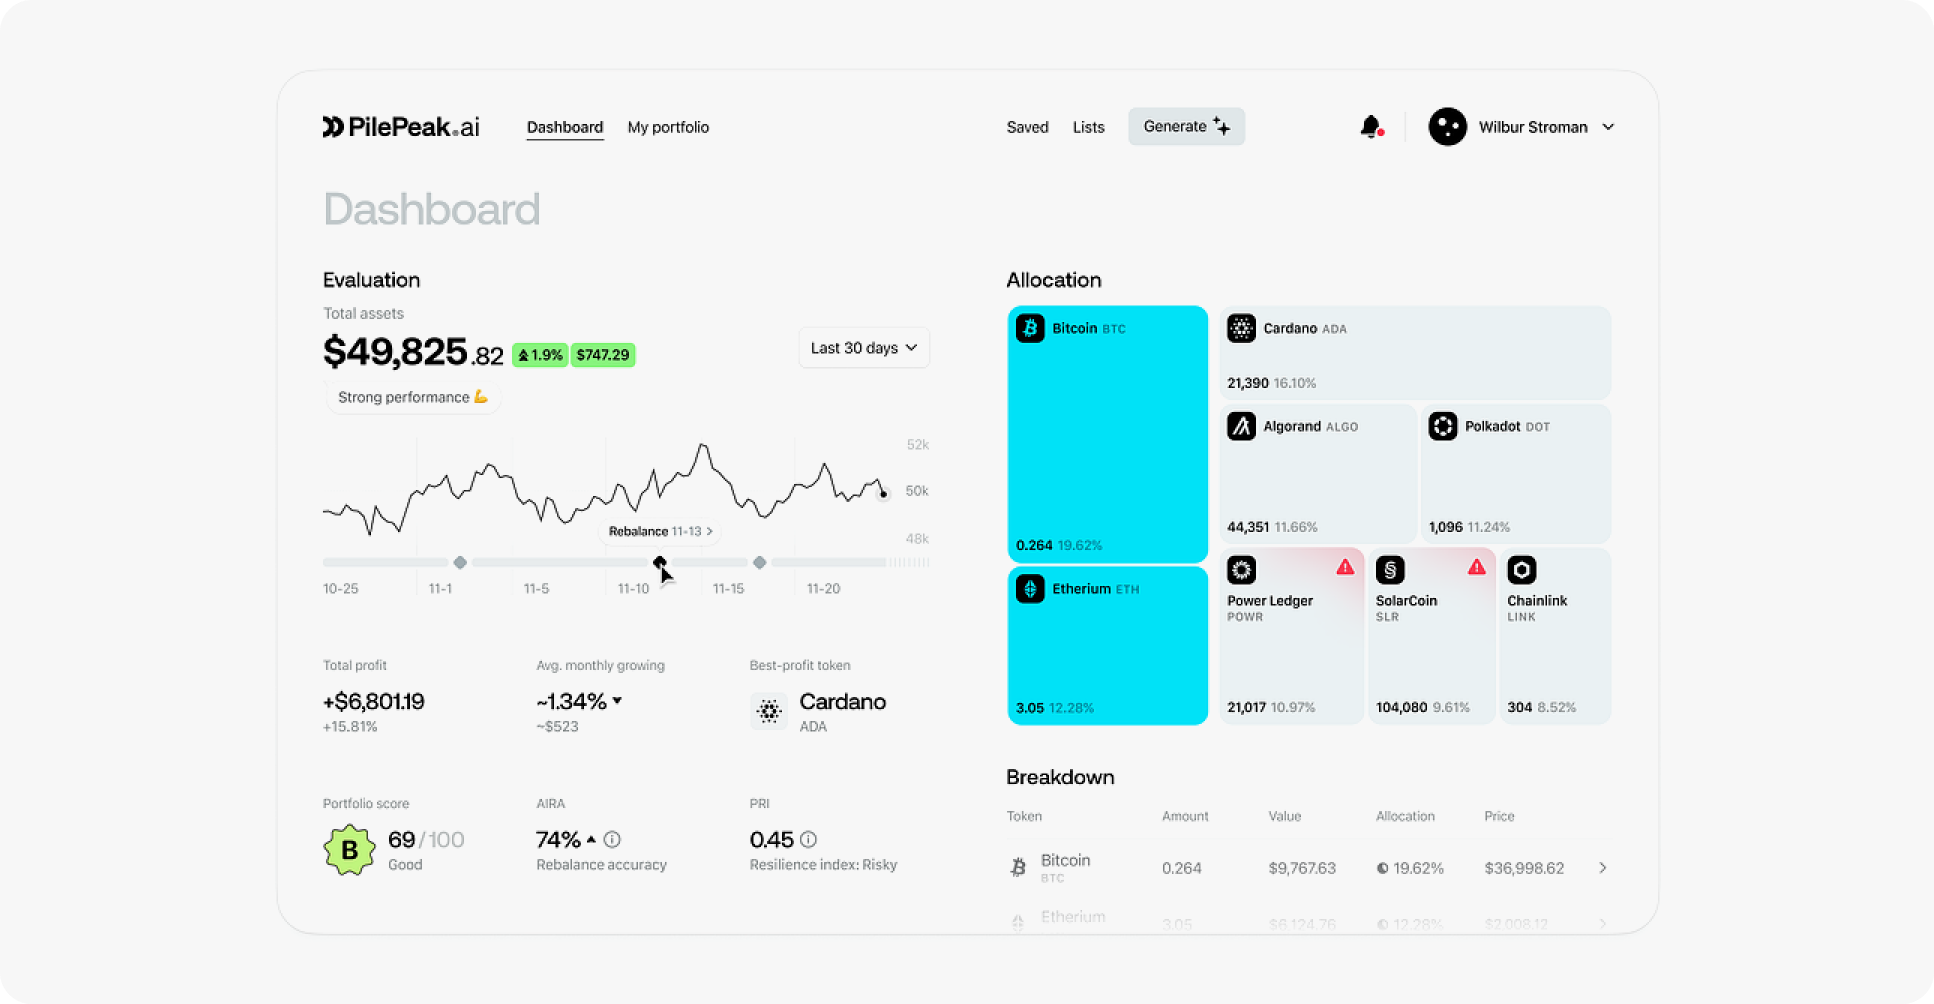 PilePeak.ai
Dashboard
My portfolio
Saved
Lists
Generate
Wilbur Stroman
Dashboard
Evaluation
Total assets
$49,825.82
1.9%
$747.29
Last 30 days
Strong performance 💪
52k
50k
48k
Rebalance 11-13 >
10-25
11-1
11-5
11-10
11-15
11-20
Total profit
+$6,801.19
+15.81%
Avg. monthly growing
~1.34%
~$523
Best-profit token
Cardano
ADA
Portfolio score
B
69/100
Good
AIRA
74%
Rebalance accuracy
PRI
0.45
Resilience index: Risky
Allocation
Bitcoin BTC
0.264 19.62%
Etherium ETH
3.05 12.28%
Cardano ADA
21,390 16.10%
Algorand ALGO
44,351 11.66%
Polkadot DOT
1,096 11.24%
Power Ledger
POWR
21,017 10.97%
SolarCoin
SLR
104,080 9.61%
Chainlink
LINK
304 8.52%
Breakdown
Token
Amount
Value
Allocation
Price
Bitcoin
BTC
0.264
$9,767.63
19.62%
$36,998.62
Etherium
3.05
$6,124.76
12.28%
$2,008.12